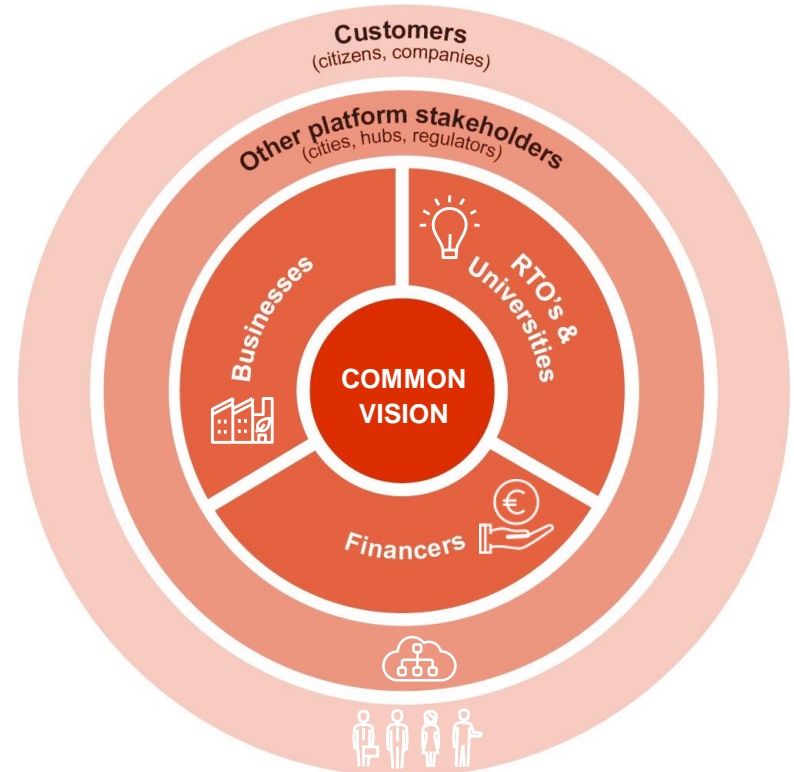 Customers
(citizens, companies)
Other platform stakeholders
(cities, hubs, regulators)
Businesses
RTO's &
Universities
COMMON
VISION
Financers
€